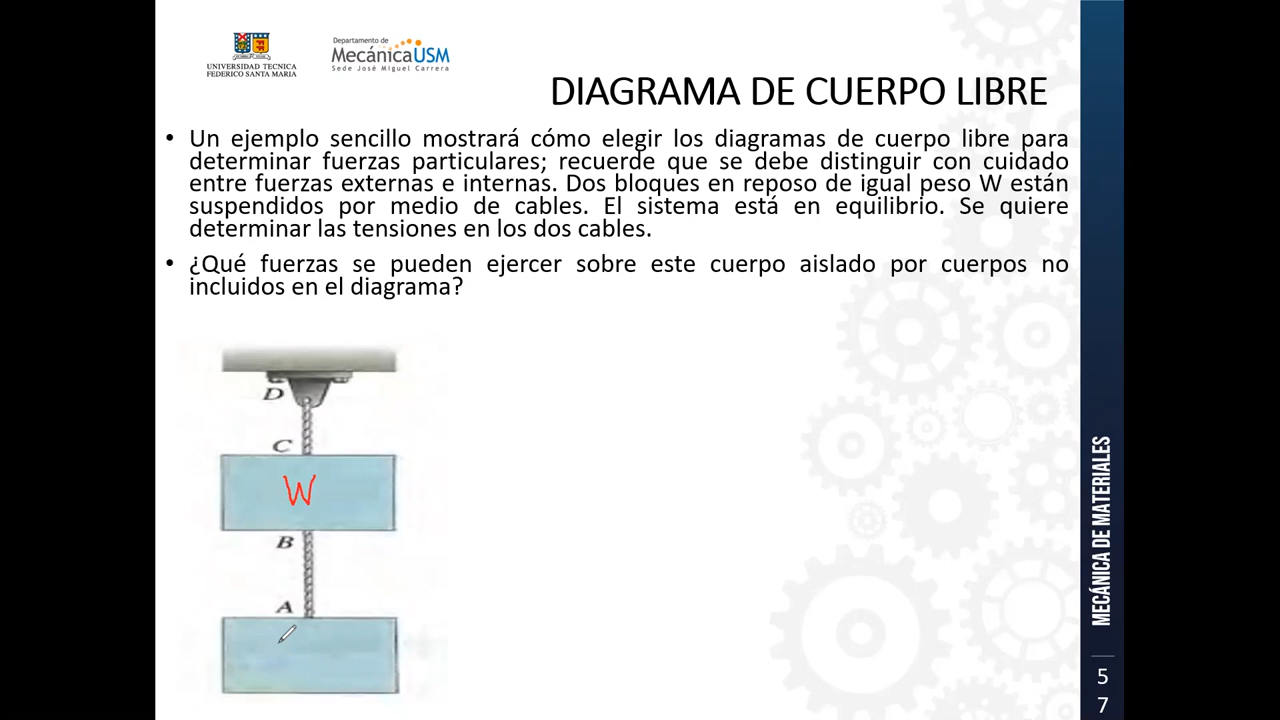 UNIVERSIDAD TECNICA
FEDERICO SANTA MARIA
Departamento de
MecánicaUSM
Sede José Miguel Carrera
DIAGRAMA DE CUERPO LIBRE
• Un ejemplo sencillo mostrará cómo elegir los diagramas de cuerpo libre para
determinar fuerzas particulares; recuerde que se debe distinguir con cuidado
entre fuerzas externas e internas. Dos bloques en reposo de igual peso W están
suspendidos por medio de cables. El sistema está en equilibrio. Se quiere
determinar las tensiones en los dos cables.
• ¿Qué fuerzas se pueden ejercer sobre este cuerpo aislado por cuerpos no
incluidos en el diagrama?
D
C
W
B
A
MECÁNICA DE MATERIALES
5
7